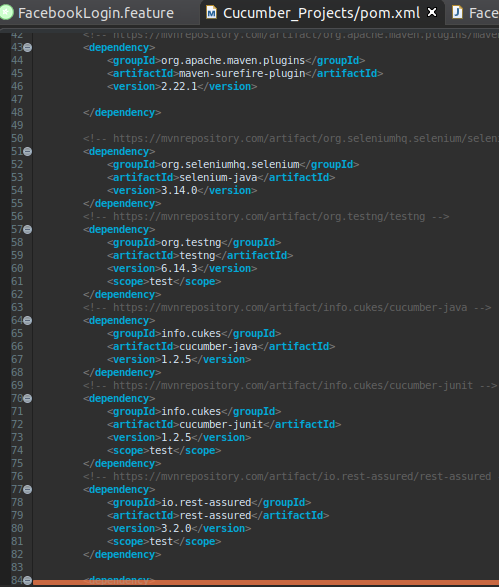 FacebookLogin.feature
Cucumber_Projects/pom.xml
Face
42 <!-- https://mvnrepository.com/artifact/org.apache.maven.plugins/maven
43 <dependency>
44 <groupId>org.apache.maven.plugins</groupId>
45 <artifactId>maven-surefire-plugin</artifactId>
46 <version>2.22.1</version>
47
48 </dependency>
49
50 <!-- https://mvnrepository.com/artifact/org.seleniumhq.selenium/selen
51 <dependency>
52 <groupId>org.seleniumhq.selenium</groupId>
53 <artifactId>selenium-java</artifactId>
54 <version>3.14.0</version>
55 </dependency>
56 <!-- https://mvnrepository.com/artifact/org.testng/testng -->
57 <dependency>
58 <groupId>org.testng</groupId>
59 <artifactId>testng</artifactId>
60 <version>6.14.3</version>
61 <scope>test</scope>
62 </dependency>
63 <!-- https://mvnrepository.com/artifact/info.cukes/cucumber-java -->
64 <dependency>
65 <groupId>info.cukes</groupId>
66 <artifactId>cucumber-java</artifactId>
67 <version>1.2.5</version>
68 </dependency>
69 <!-- https://mvnrepository.com/artifact/info.cukes/cucumber-junit -->
70 <dependency>
71 <groupId>info.cukes</groupId>
72 <artifactId>cucumber-junit</artifactId>
73 <version>1.2.5</version>
74 <scope>test</scope>
75 </dependency>
76 <!-- https://mvnrepository.com/artifact/io.rest-assured/rest-assured
77 <dependency>
78 <groupId>io.rest-assured</groupId>
79 <artifactId>rest-assured</artifactId>
80 <version>3.2.0</version>
81 <scope>test</scope>
82 </dependency>
83
84 <dependency>